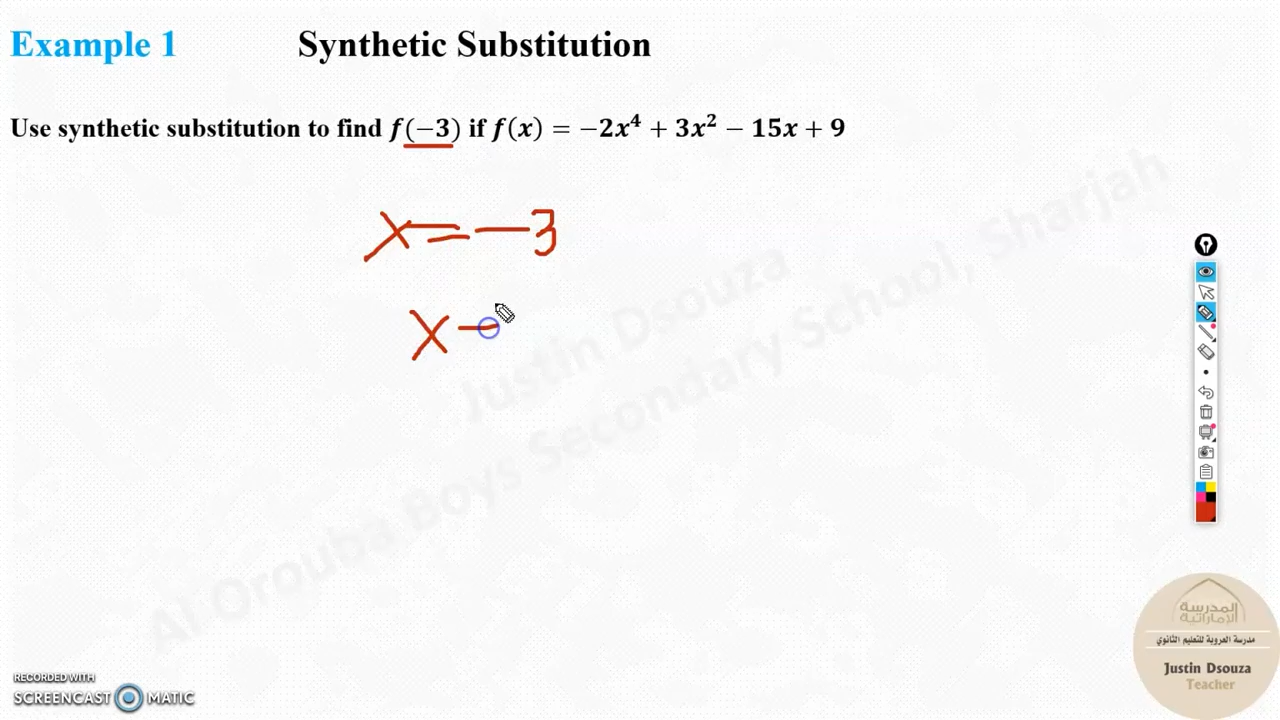 Example 1 Synthetic Substitution
Use synthetic substitution to find f(−3) if f(x) = −2x⁴ + 3x² − 15x + 9
x = −3
x −
Justin Dsouza
Al Orouba Boys Secondary School, Sharjah
المدرسة
الإماراتية
مدرسة العروبة للتعليم الثانوي
Justin Dsouza
Teacher
RECORDED WITH
SCREENCAST MATIC